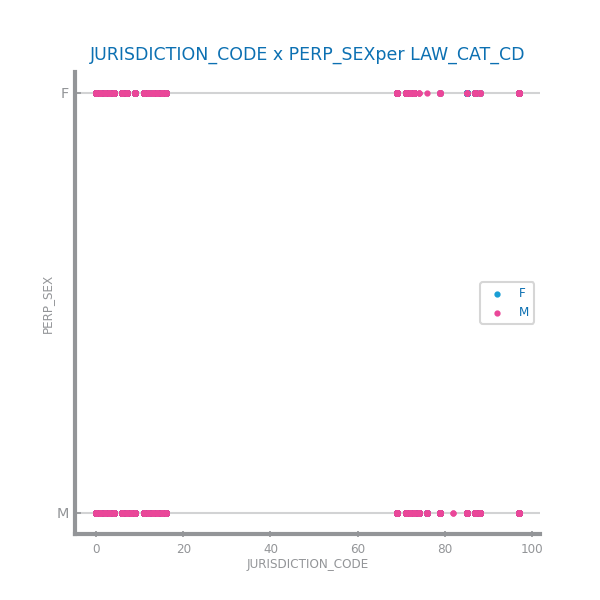 JURISDICTION_CODE x PERP_SEXper LAW_CAT_CD
F
PERP_SEX
F
M
M
0 20 40 60 80 100
JURISDICTION_CODE